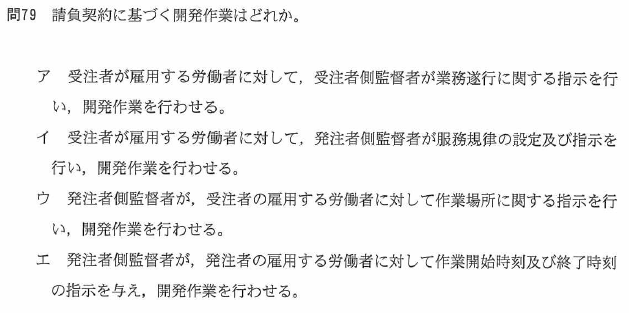 問79 請負契約に基づく開発作業はどれか。
ア 受注者が雇用する労働者に対して，受注者側監督者が業務遂行に関する指示を行
い，開発作業を行わせる。
イ 受注者が雇用する労働者に対して，発注者側監督者が服務規律の設定及び指示を
行い，開発作業を行わせる。
ウ 発注者側監督者が，受注者の雇用する労働者に対して作業場所に関する指示を行
い，開発作業を行わせる。
エ 発注者側監督者が，発注者の雇用する労働者に対して作業開始時刻及び終了時刻
の指示を与え，開発作業を行わせる。